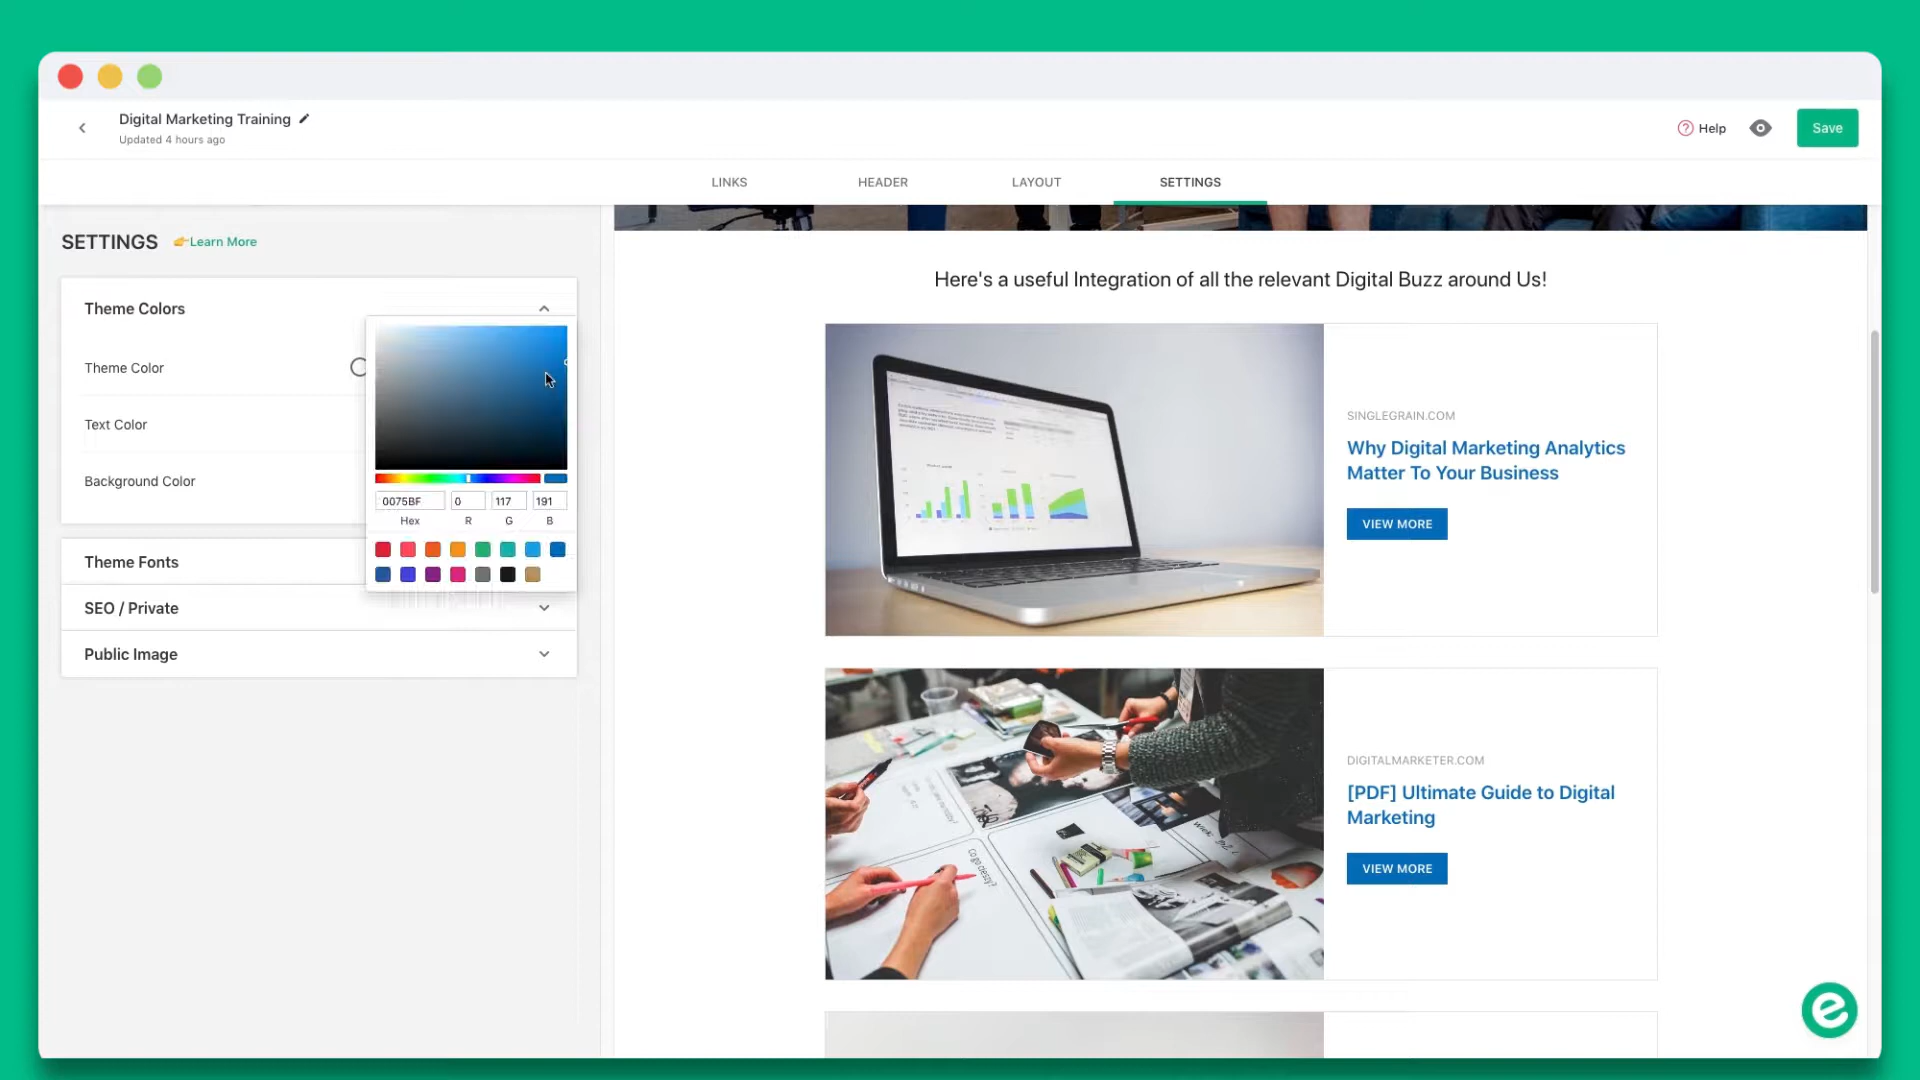 Digital Marketing Training
Updated 4 hours ago
Help
Save
LINKS
HEADER
LAYOUT
SETTINGS
SETTINGS
👉Learn More
Theme Colors
Theme Color
Text Color
Background Color
0075BF
0
117
191
Hex
R
G
B
Theme Fonts
SEO / Private
Public Image
Here's a useful Integration of all the relevant Digital Buzz around Us!
SINGLEGRAIN.COM
Why Digital Marketing Analytics
Matter To Your Business
VIEW MORE
DIGITALMARKETER.COM
[PDF] Ultimate Guide to Digital
Marketing
VIEW MORE